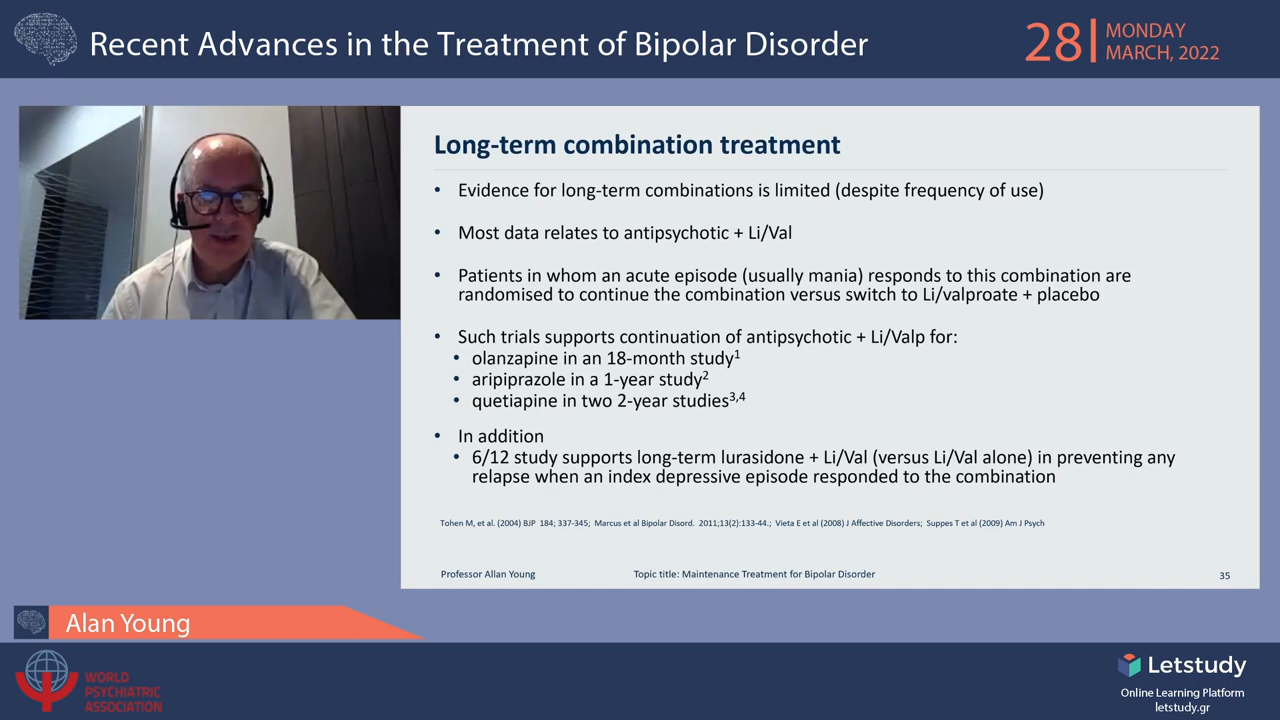 Recent Advances in the Treatment of Bipolar Disorder
28 MONDAY
MARCH, 2022
Long-term combination treatment
• Evidence for long-term combinations is limited (despite frequency of use)
• Most data relates to antipsychotic + Li/Val
• Patients in whom an acute episode (usually mania) responds to this combination are
randomised to continue the combination versus switch to Li/valproate + placebo
• Such trials supports continuation of antipsychotic + Li/Valp for:
• olanzapine in an 18-month study1
• aripiprazole in a 1-year study2
• quetiapine in two 2-year studies3,4
• In addition
• 6/12 study supports long-term lurasidone + Li/Val (versus Li/Val alone) in preventing any
relapse when an index depressive episode responded to the combination
Tohen M, et al. (2004) BJP 184; 337-345; Marcus et al Bipolar Disord. 2011;13(2):133-44.; Vieta E et al (2008) J Affective Disorders; Suppes T et al (2009) Am J Psych
Professor Allan Young Topic title: Maintenance Treatment for Bipolar Disorder 35
Alan Young
WORLD
PSYCHIATRIC
ASSOCIATION
Letstudy
Online Learning Platform
letstudy.gr